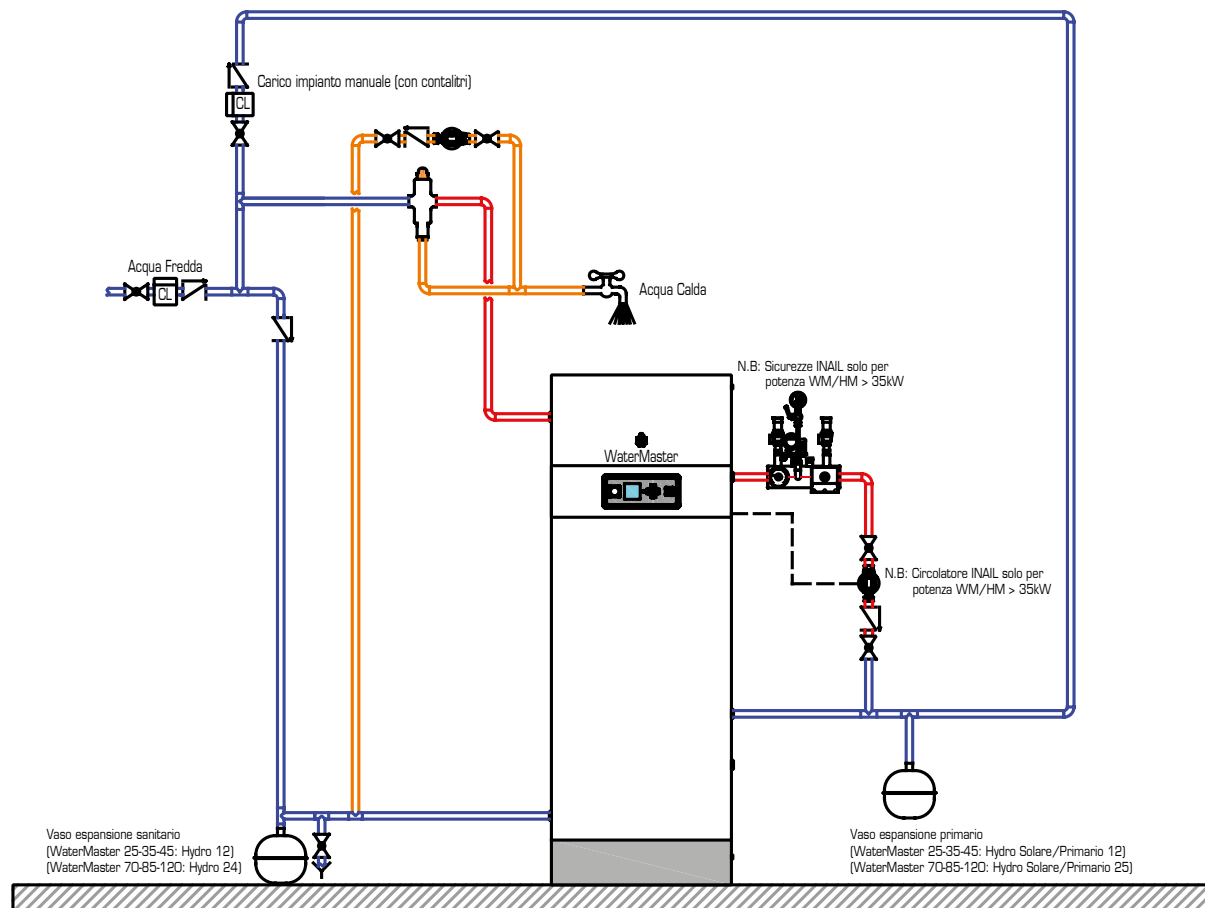 Carico impianto manuale (con contalitri)
CL
Acqua Fredda
CL
Acqua Calda
N.B: Sicurezze INAIL solo per
potenza WM/HM > 35kW
WaterMaster
N.B: Circolatore INAIL solo per
potenza WM/HM > 35kW
Vaso espansione sanitario
(WaterMaster 25-35-45: Hydro 12)
(WaterMaster 70-85-120: Hydro 24)
Vaso espansione primario
(WaterMaster 25-35-45: Hydro Solare/Primario 12)
(WaterMaster 70-85-120: Hydro Solare/Primario 25)